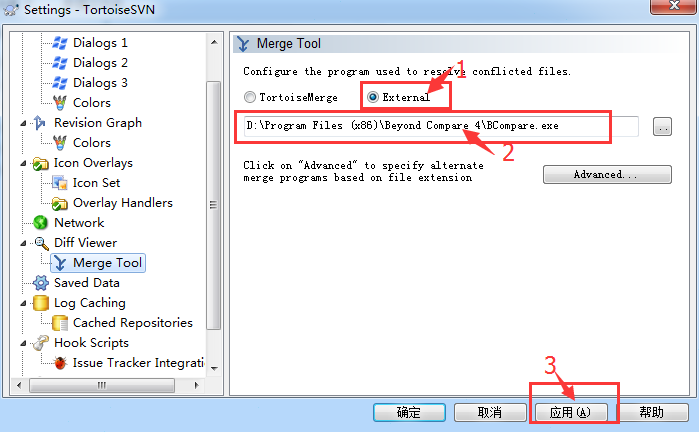 Settings - TortoiseSVN
Dialogs 1
Dialogs 2
Dialogs 3
Colors
Revision Graph
Colors
Icon Overlays
Icon Set
Overlay Handlers
Network
Diff Viewer
Merge Tool
Saved Data
Log Caching
Cached Repositories
Hook Scripts
Issue Tracker Integratio
Merge Tool
Configure the program used to resolve conflicted files.
1
TortoiseMerge
External
D:\Program Files (x86)\Beyond Compare 4\BCompare.exe
..
2
Click on "Advanced" to specify alternate
merge programs based on file extension
Advanced...
3
确定
取消
应用(A)
帮助